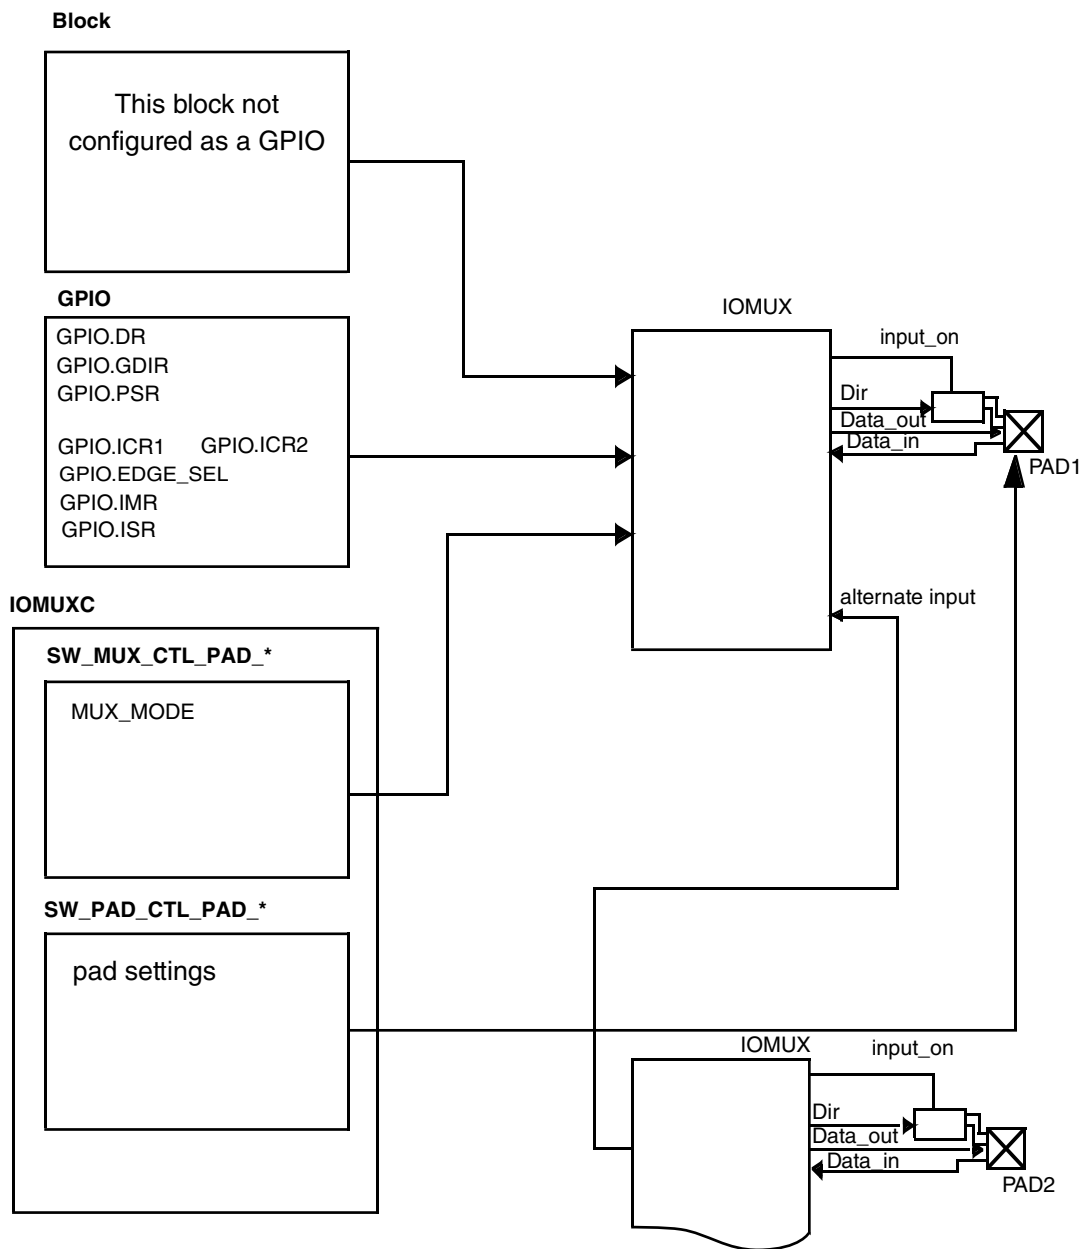 Block
This block not
configured as a GPIO
GPIO
GPIO.DR
GPIO.GDIR
GPIO.PSR
GPIO.ICR1 GPIO.ICR2
GPIO.EDGE_SEL
GPIO.IMR
GPIO.ISR
IOMUX
input_on
Dir
Data_out
Data_in
PAD1
alternate input
IOMUXC
SW_MUX_CTL_PAD_*
MUX_MODE
SW_PAD_CTL_PAD_*
pad settings
IOMUX
input_on
Dir
Data_out
Data_in
PAD2